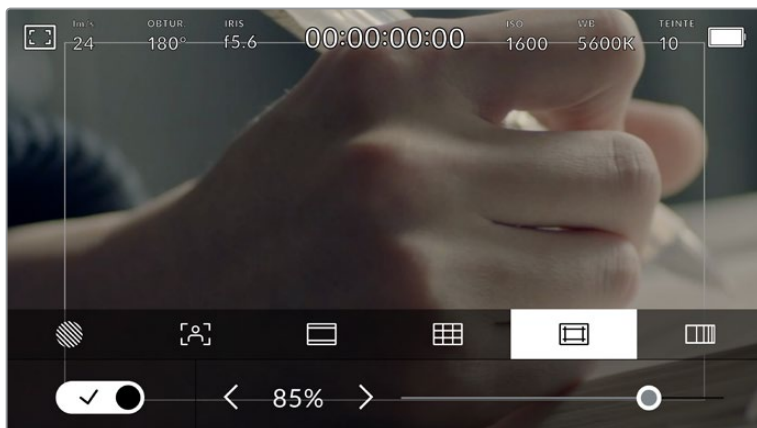 Im/s OBTUR. IRIS ISO WB TEINTE
24 180° f5.6 00:00:00:00 1600 5600K 10
85%